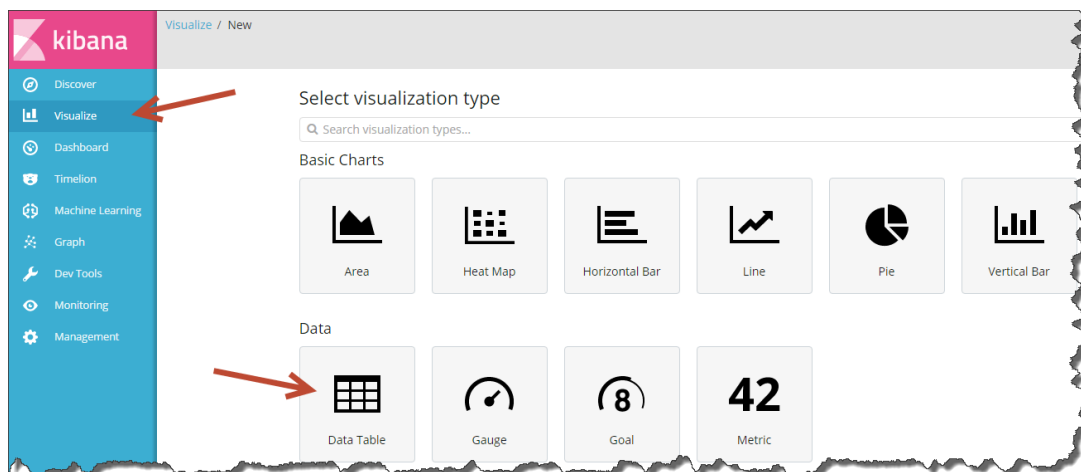 kibana
Visualize / New
Discover
Visualize
Dashboard
Timelion
Machine Learning
Graph
Dev Tools
Monitoring
Management
Select visualization type
Search visualization types...
Basic Charts
Area
Heat Map
Horizontal Bar
Line
Pie
Vertical Bar
Data
8
42
Data Table
Gauge
Goal
Metric